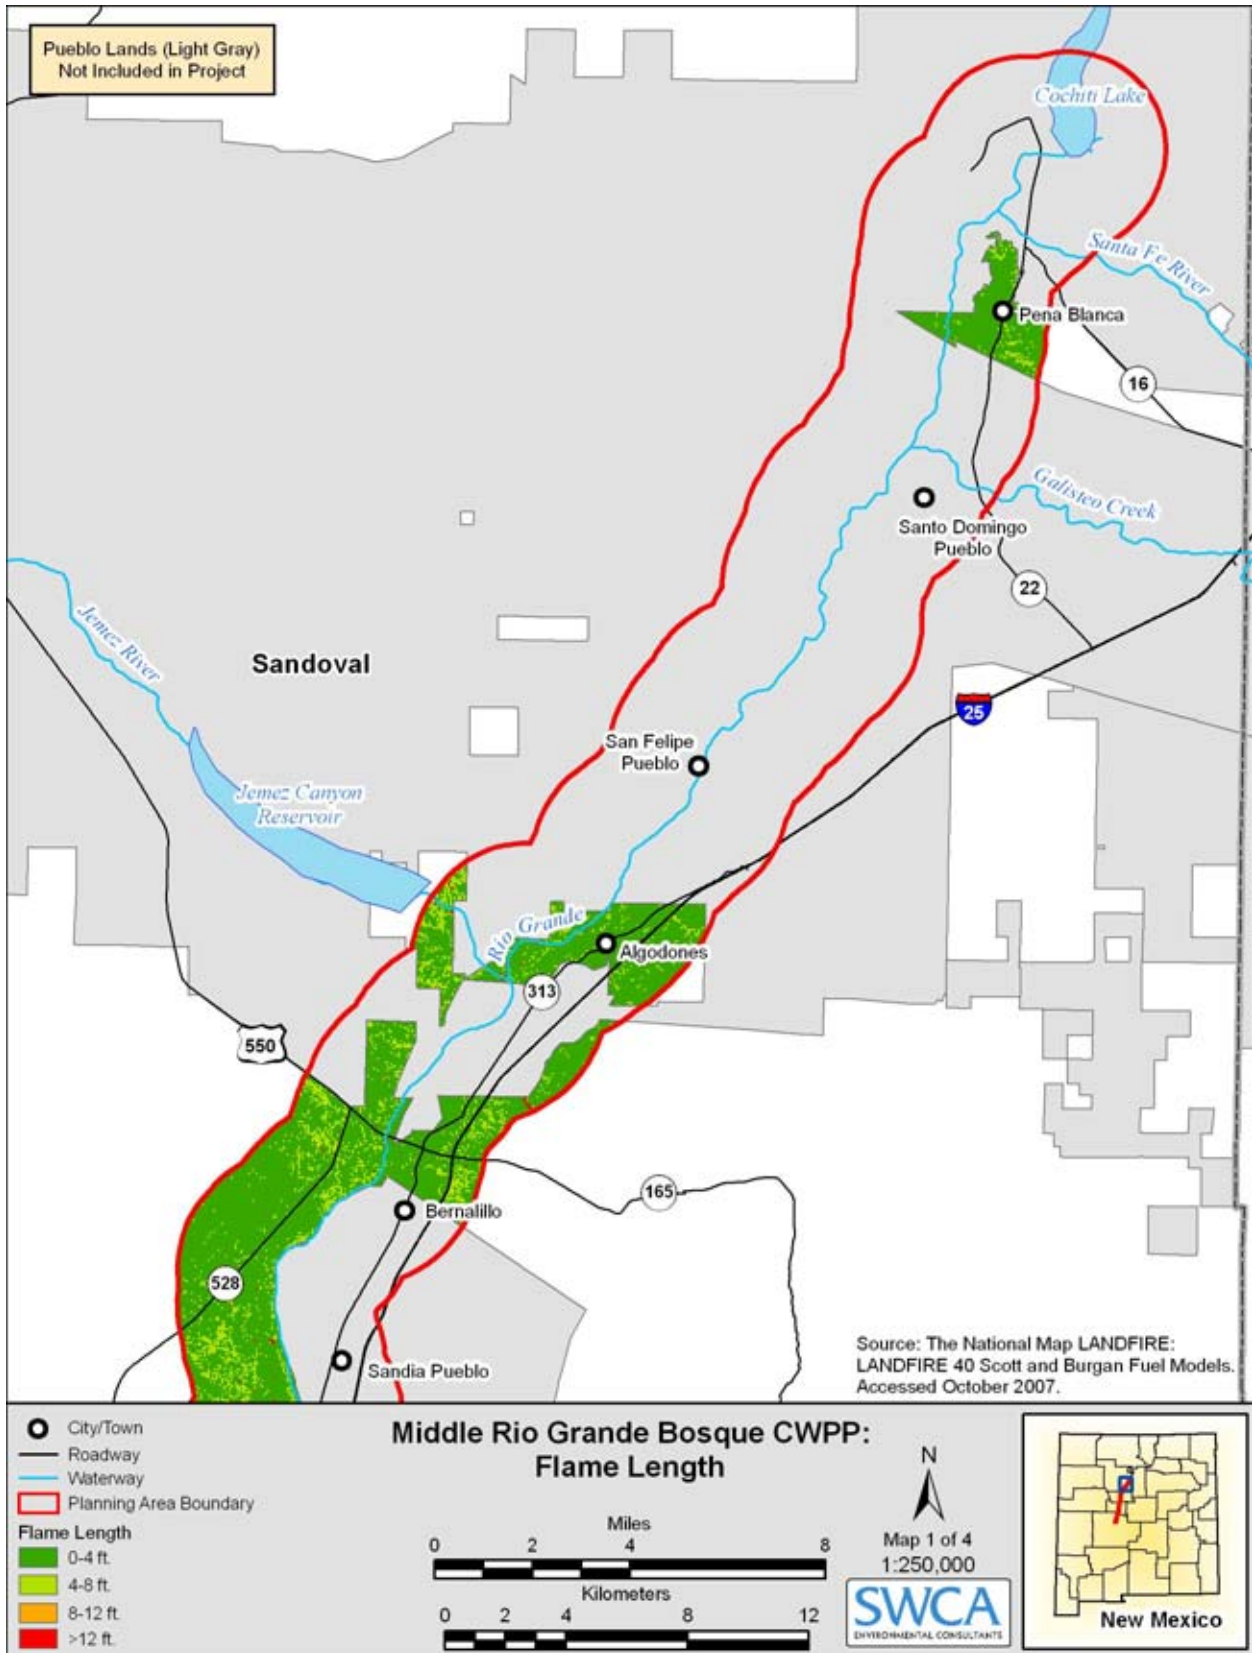 Pueblo Lands (Light Gray)
Not Included in Project
Cochiti Lake
Santa Fe River
Pena Blanca
16
Galisteo Creek
Santo Domingo
Pueblo
22
Jemez River
Sandoval
25
San Felipe
Pueblo
Jemez Canyon
Reservoir
Rio Grande
Algodones
313
550
165
Bernalillo
528
Sandia Pueblo
Source: The National Map LANDFIRE:
LANDFIRE 40 Scott and Burgan Fuel Models.
Accessed October 2007.
City/Town
Roadway
Waterway
Planning Area Boundary
Flame Length
0-4 ft.
4-8 ft.
8-12 ft.
>12 ft.
Middle Rio Grande Bosque CWPP:
Flame Length
Miles
0 2 4 8
Kilometers
0 2 4 8 12
N
Map 1 of 4
1:250,000
SWCA
ENVIRONMENTAL CONSULTANTS
New Mexico